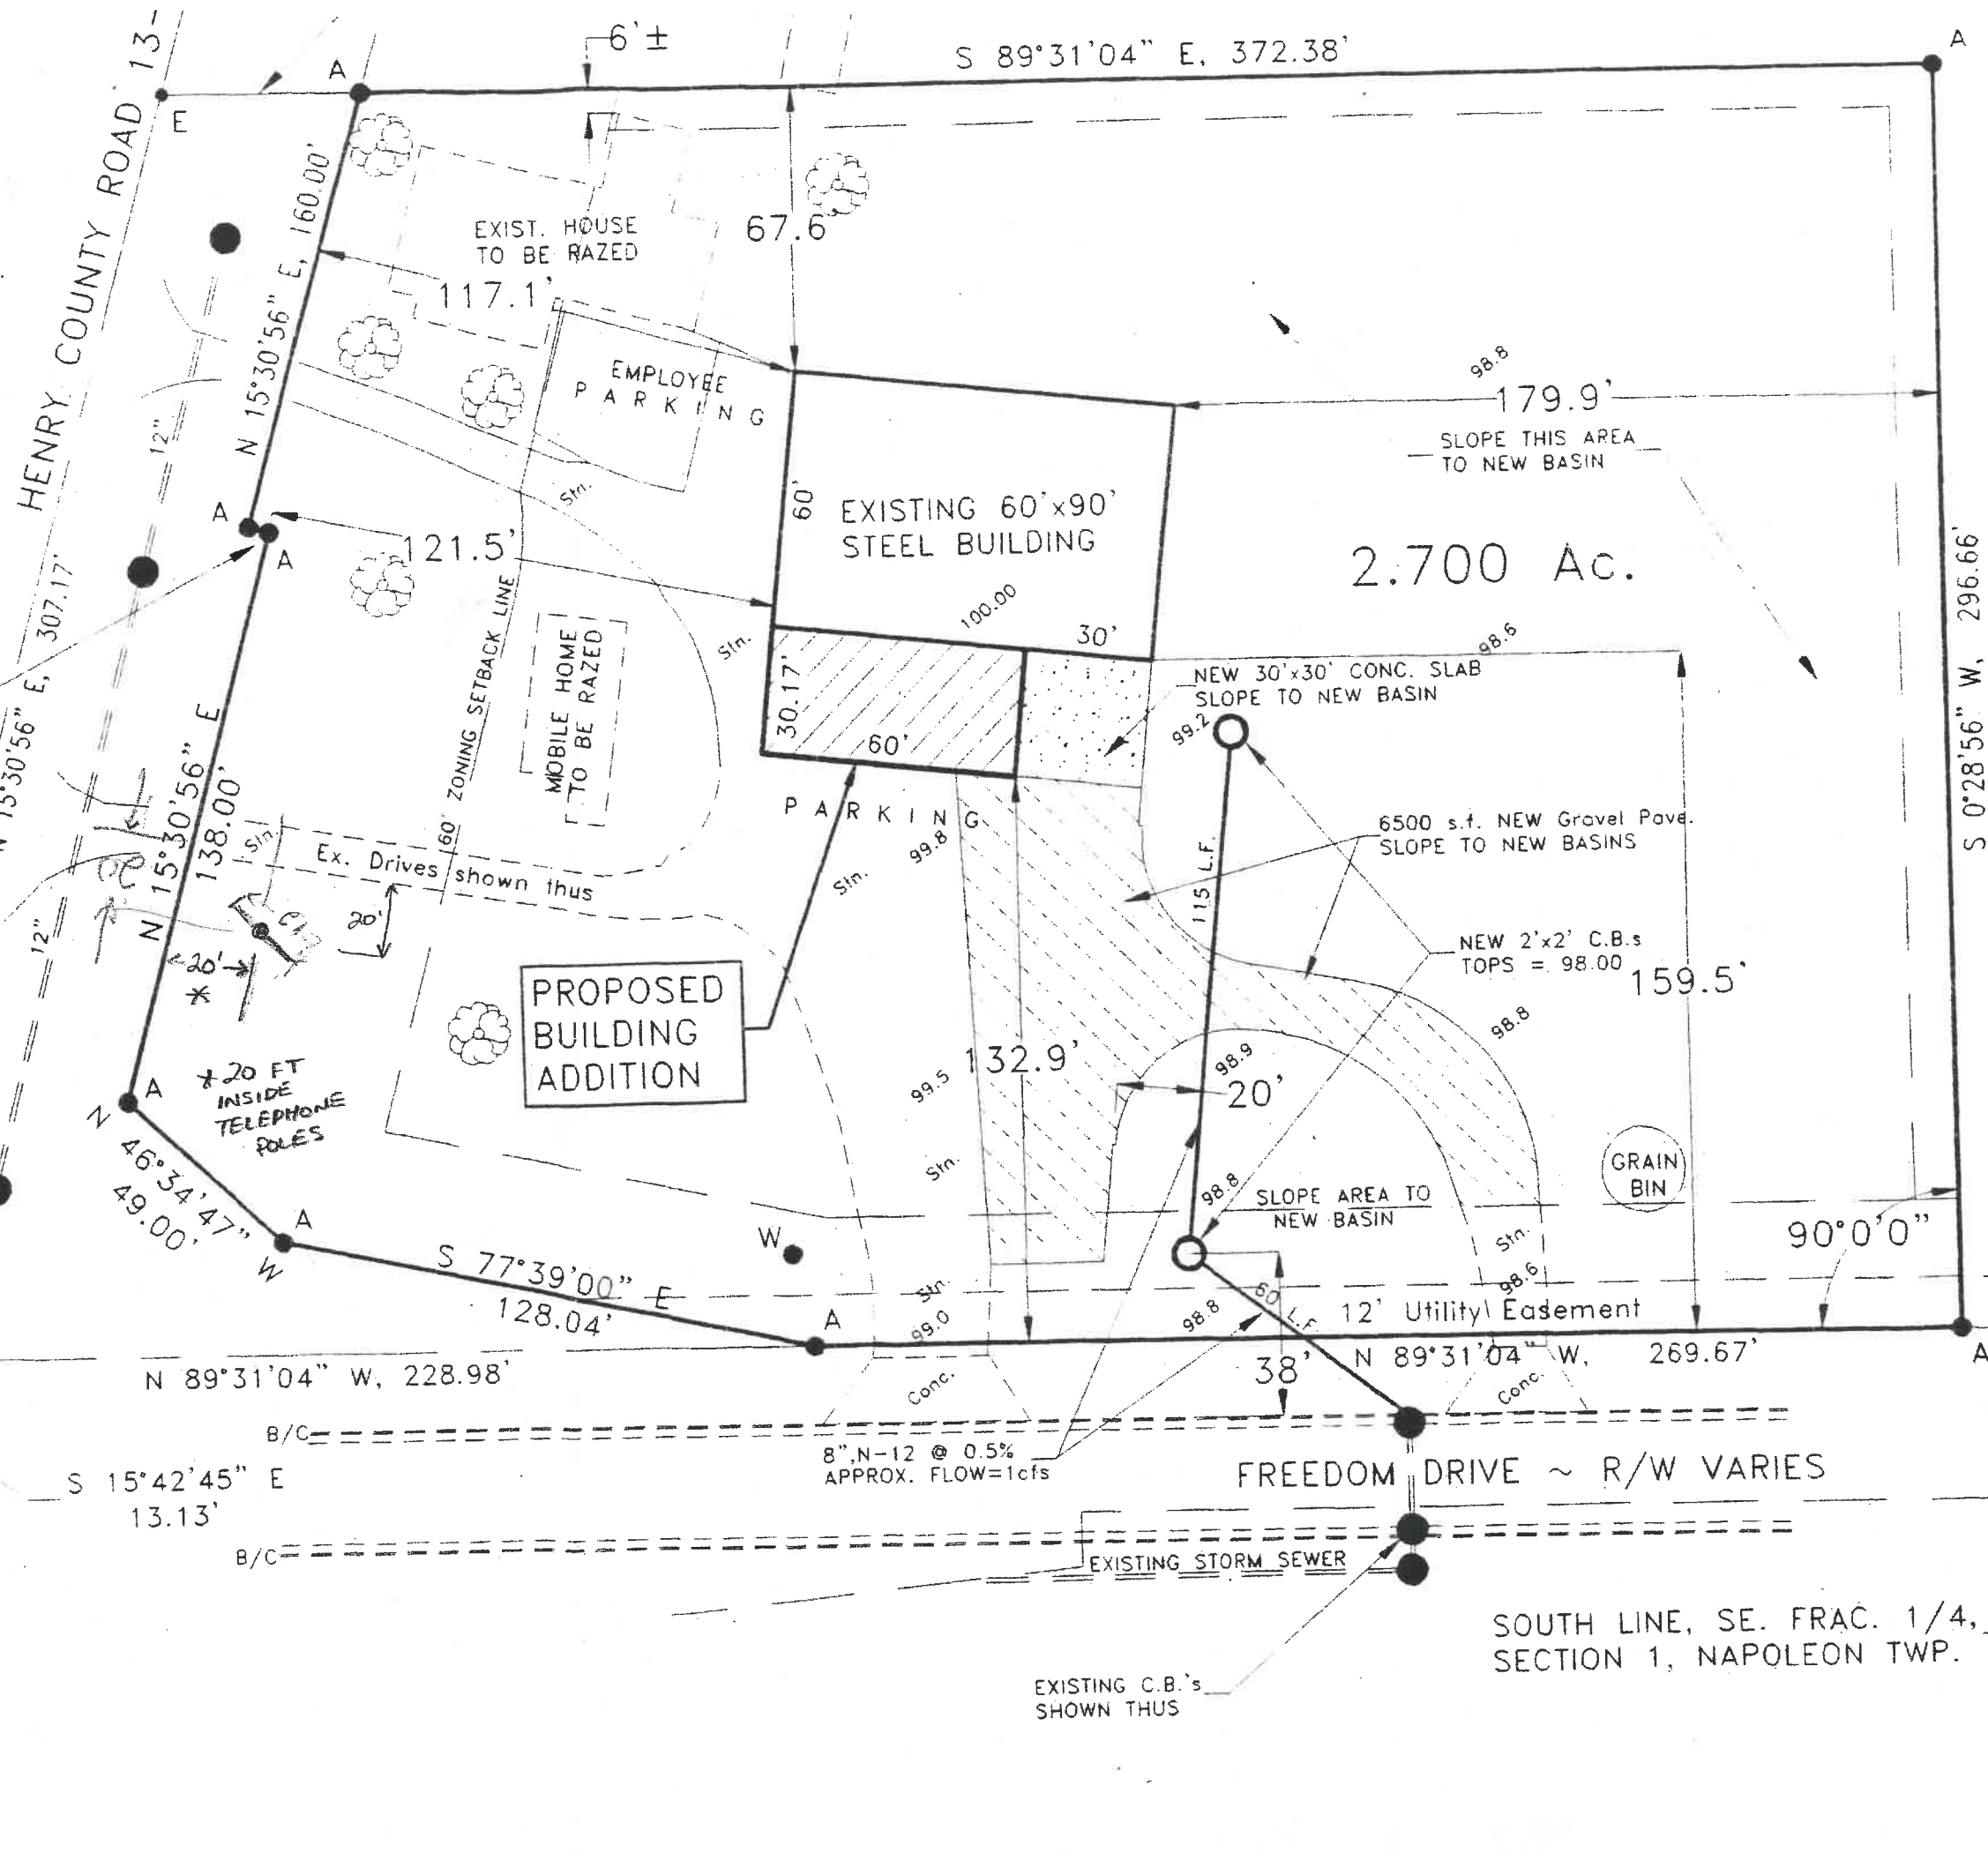 6'±
S 89°31'04" E, 372.38'
A
A
E
HENRY COUNTY ROAD 13-
N 15°30'56" E, 160.00'
EXIST. HOUSE
TO BE RAZED
67.6'
117.1'
EMPLOYEE
PARKING
98.8
179.9'
SLOPE THIS AREA
TO NEW BASIN
12"
A
A
121.5'
Stn.
60'
EXISTING 60'x90'
STEEL BUILDING
100.00
30'
2.700 Ac.
S 0°28'56" W, 296.66'
N 15°30'56" E, 307.17'
60' ZONING SETBACK LINE
MOBILE HOME
TO BE RAZED
Stn.
30.17'
60'
98.6
NEW 30'x30' CONC. SLAB
SLOPE TO NEW BASIN
99.2
N 15°30'56" E
138.00'
PARKING
99.8
Stn.
6500 s.f. NEW Gravel Pave.
SLOPE TO NEW BASINS
115 L.F.
Stn.
Ex. Drives shown thus
20'
20'
*
12"
NEW 2'x2' C.B.s
TOPS = 98.00
159.5'
98.8
PROPOSED
BUILDING
ADDITION
132.9'
98.9
20'
99.5
* 20 FT
INSIDE
TELEPHONE
POLES
A
N 46°34'47" W
49.00'
Stn.
98.8
SLOPE AREA TO
NEW BASIN
GRAIN
BIN
90°0'0"
A
W
S 77°39'00" E
128.04'
Stn.
98.6
Stn.
99.0
98.8
60 L.F.
12' Utility Easement
A
N 89°31'04" W, 228.98'
38'
N 89°31'04" W, 269.67'
A
Conc.
Conc.
B/C
8",N-12 @ 0.5%
APPROX. FLOW=1cfs
FREEDOM DRIVE ~ R/W VARIES
S 15°42'45" E
13.13'
B/C
EXISTING STORM SEWER
SOUTH LINE, SE. FRAC. 1/4,
SECTION 1, NAPOLEON TWP.
EXISTING C.B.'s
SHOWN THUS